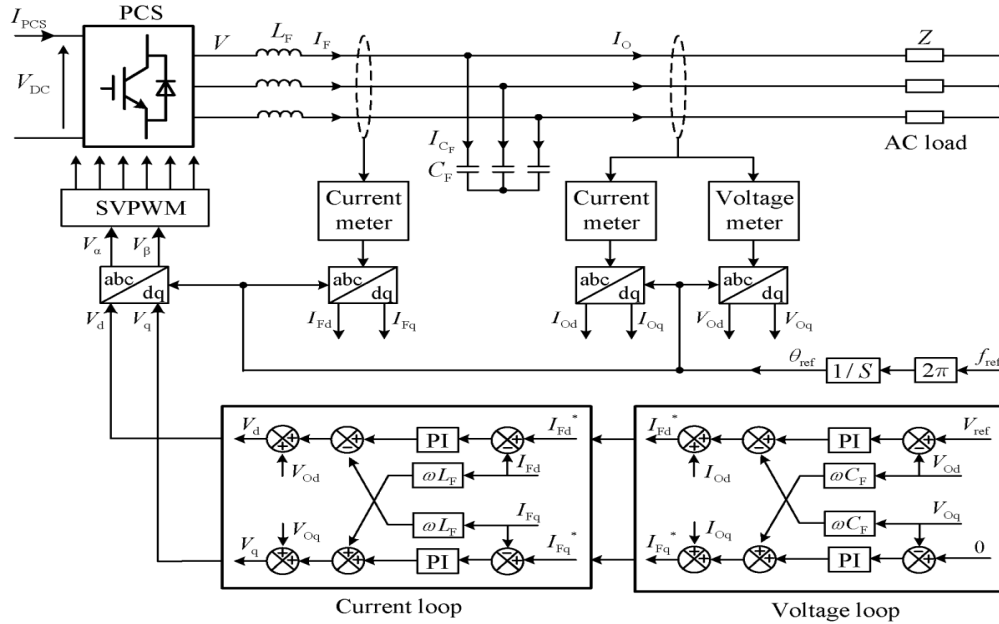 I_PCS
PCS
V_DC
V
L_F
I_F
I_O
Z
AC load
I_C_F
C_F
SVPWM
V_α
V_β
Current meter
Current meter
Voltage meter
abc
dq
abc
dq
abc
dq
abc
dq
V_d
V_q
I_Fd
I_Fq
I_Od
I_Oq
V_Od
V_Oq
θ_ref
1/S
2π
f_ref
V_d
PI
I_Fd*
I_Fd*
PI
V_ref
V_Od
ωL_F
I_Fd
I_Od
ωC_F
V_Od
V_Oq
ωL_F
I_Fq
I_Oq
ωC_F
V_Oq
V_q
PI
I_Fq*
I_Fq*
PI
0
Current loop
Voltage loop